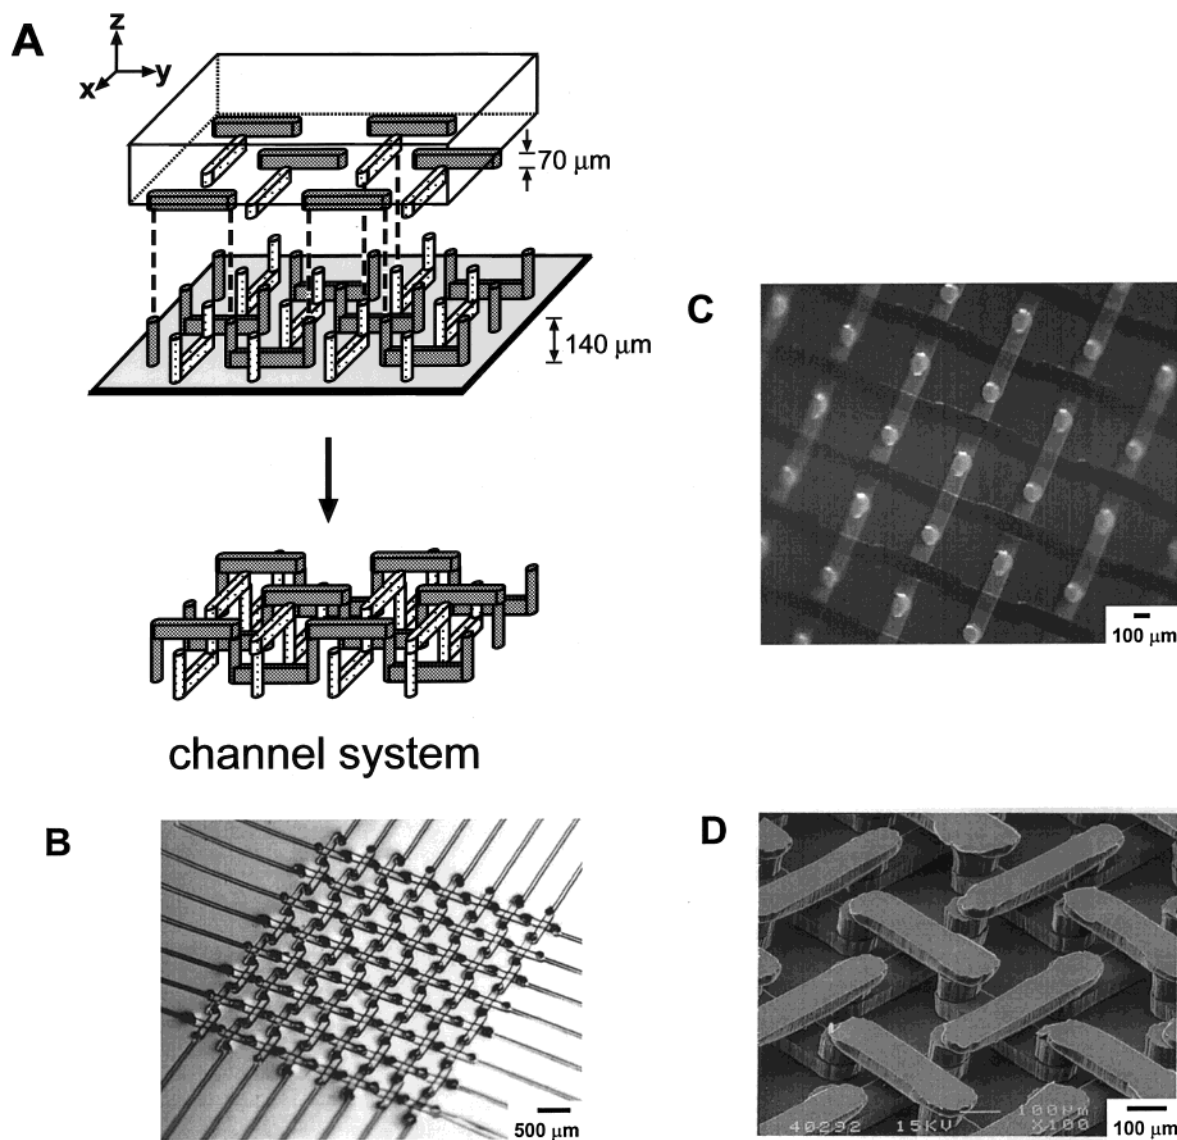 A
z
y
x
70 μm
140 μm
channel system
B
500 μm
C
100 μm
D
100μm
40292 15KV X100
100 μm